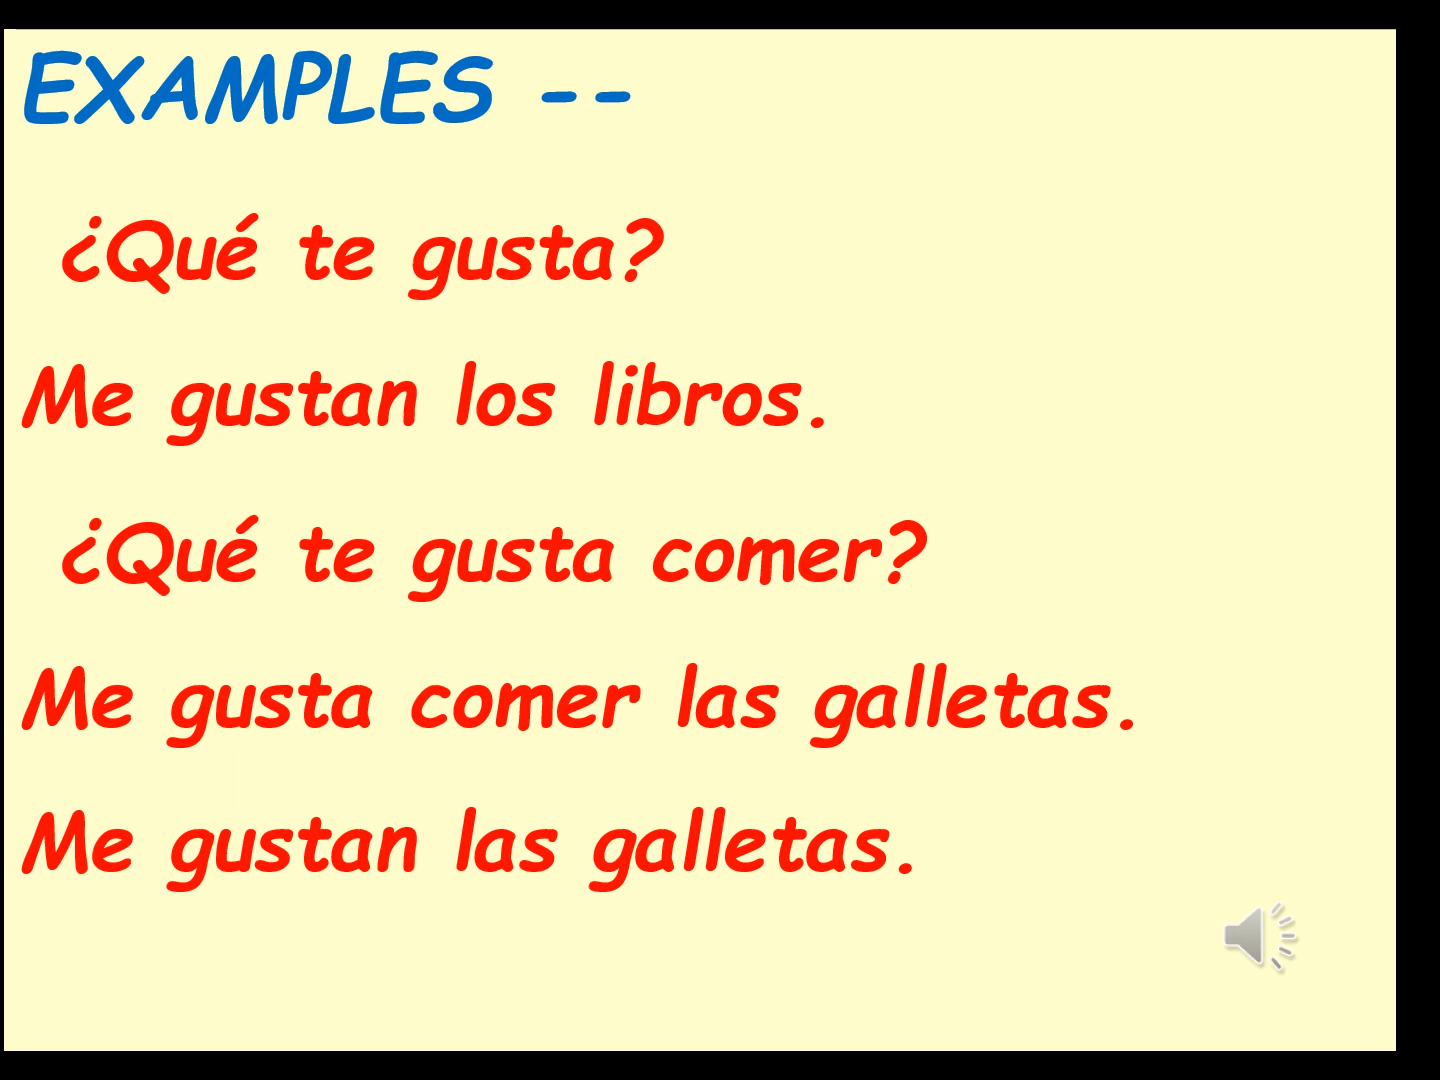 EXAMPLES --
¿Qué te gusta?
Me gustan los libros.
¿Qué te gusta comer?
Me gusta comer las galletas.
Me gustan las galletas.